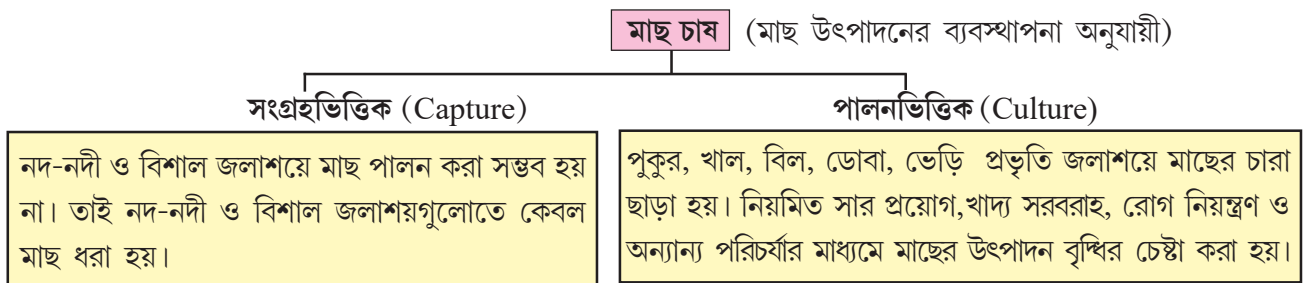 মাছ চাষ (মাছ উৎপাদনের ব্যবস্থাপনা অনুযায়ী)
সংগ্রহভিত্তিক (Capture)
নদ-নদী ও বিশাল জলাশয়ে মাছ পালন করা সম্ভব হয়
না। তাই নদ-নদী ও বিশাল জলাশয়গুলোতে কেবল
মাছ ধরা হয়।
পালনভিত্তিক (Culture)
পুকুর, খাল, বিল, ডোবা, ভেড়ি প্রভৃতি জলাশয়ে মাছের চারা
ছাড়া হয়। নিয়মিত সার প্রয়োগ,খাদ্য সরবরাহ, রোগ নিয়ন্ত্রণ ও
অন্যান্য পরিচর্যার মাধ্যমে মাছের উৎপাদন বৃদ্ধির চেষ্টা করা হয়।